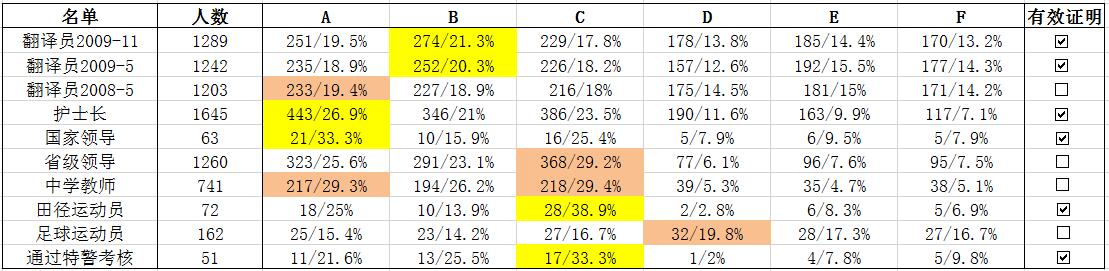 名单 人数 A B C D E F 有效证明
翻译员2009-11 1289 251/19.5% 274/21.3% 229/17.8% 178/13.8% 185/14.4% 170/13.2% ☑
翻译员2009-5 1242 235/18.9% 252/20.3% 226/18.2% 157/12.6% 192/15.5% 177/14.3% ☑
翻译员2008-5 1203 233/19.4% 227/18.9% 216/18% 175/14.5% 181/15% 171/14.2% ☐
护士长 1645 443/26.9% 346/21% 386/23.5% 190/11.6% 163/9.9% 117/7.1% ☑
国家领导 63 21/33.3% 10/15.9% 16/25.4% 5/7.9% 6/9.5% 5/7.9% ☑
省级领导 1260 323/25.6% 291/23.1% 368/29.2% 77/6.1% 96/7.6% 95/7.5% ☐
中学教师 741 217/29.3% 194/26.2% 218/29.4% 39/5.3% 35/4.7% 38/5.1% ☐
田径运动员 72 18/25% 10/13.9% 28/38.9% 2/2.8% 6/8.3% 5/6.9% ☑
足球运动员 162 25/15.4% 23/14.2% 27/16.7% 32/19.8% 28/17.3% 27/16.7% ☐
通过特警考核 51 11/21.6% 13/25.5% 17/33.3% 1/2% 4/7.8% 5/9.8% ☑